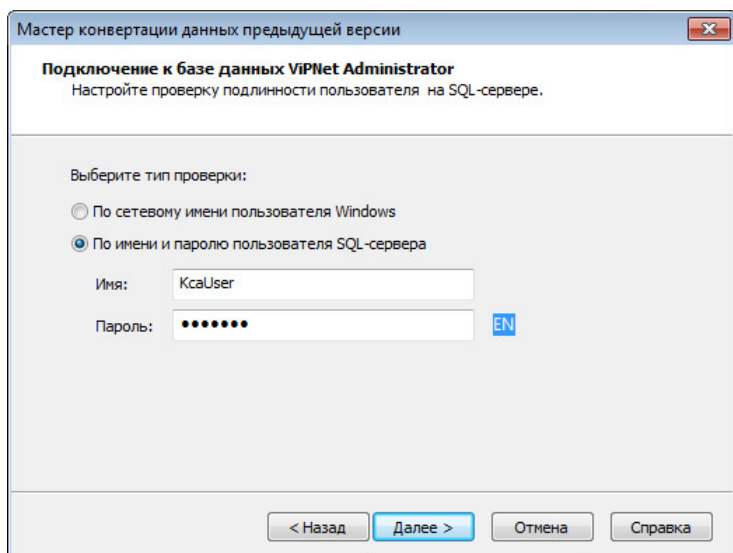 Мастер конвертации данных предыдущей версии
Подключение к базе данных ViPNet Administrator
Настройте проверку подлинности пользователя на SQL-сервере.
Выберите тип проверки:
По сетевому имени пользователя Windows
По имени и паролю пользователя SQL-сервера
Имя: KcaUser
Пароль: ●●●●●●● EN
< Назад Далее > Отмена Справка